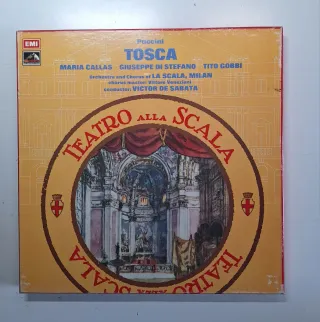 EMI
Puccini
TOSCA
MARIA CALLAS GIUSEPPE DI STEFANO TITO GOBBI
Orchestra and Chorus of LA SCALA, MILAN
chorus master: Vittore Veneziani
conductor: VICTOR DE SABATA
TEATRO ALLA SCALA
TEATRO ALLA SCALA